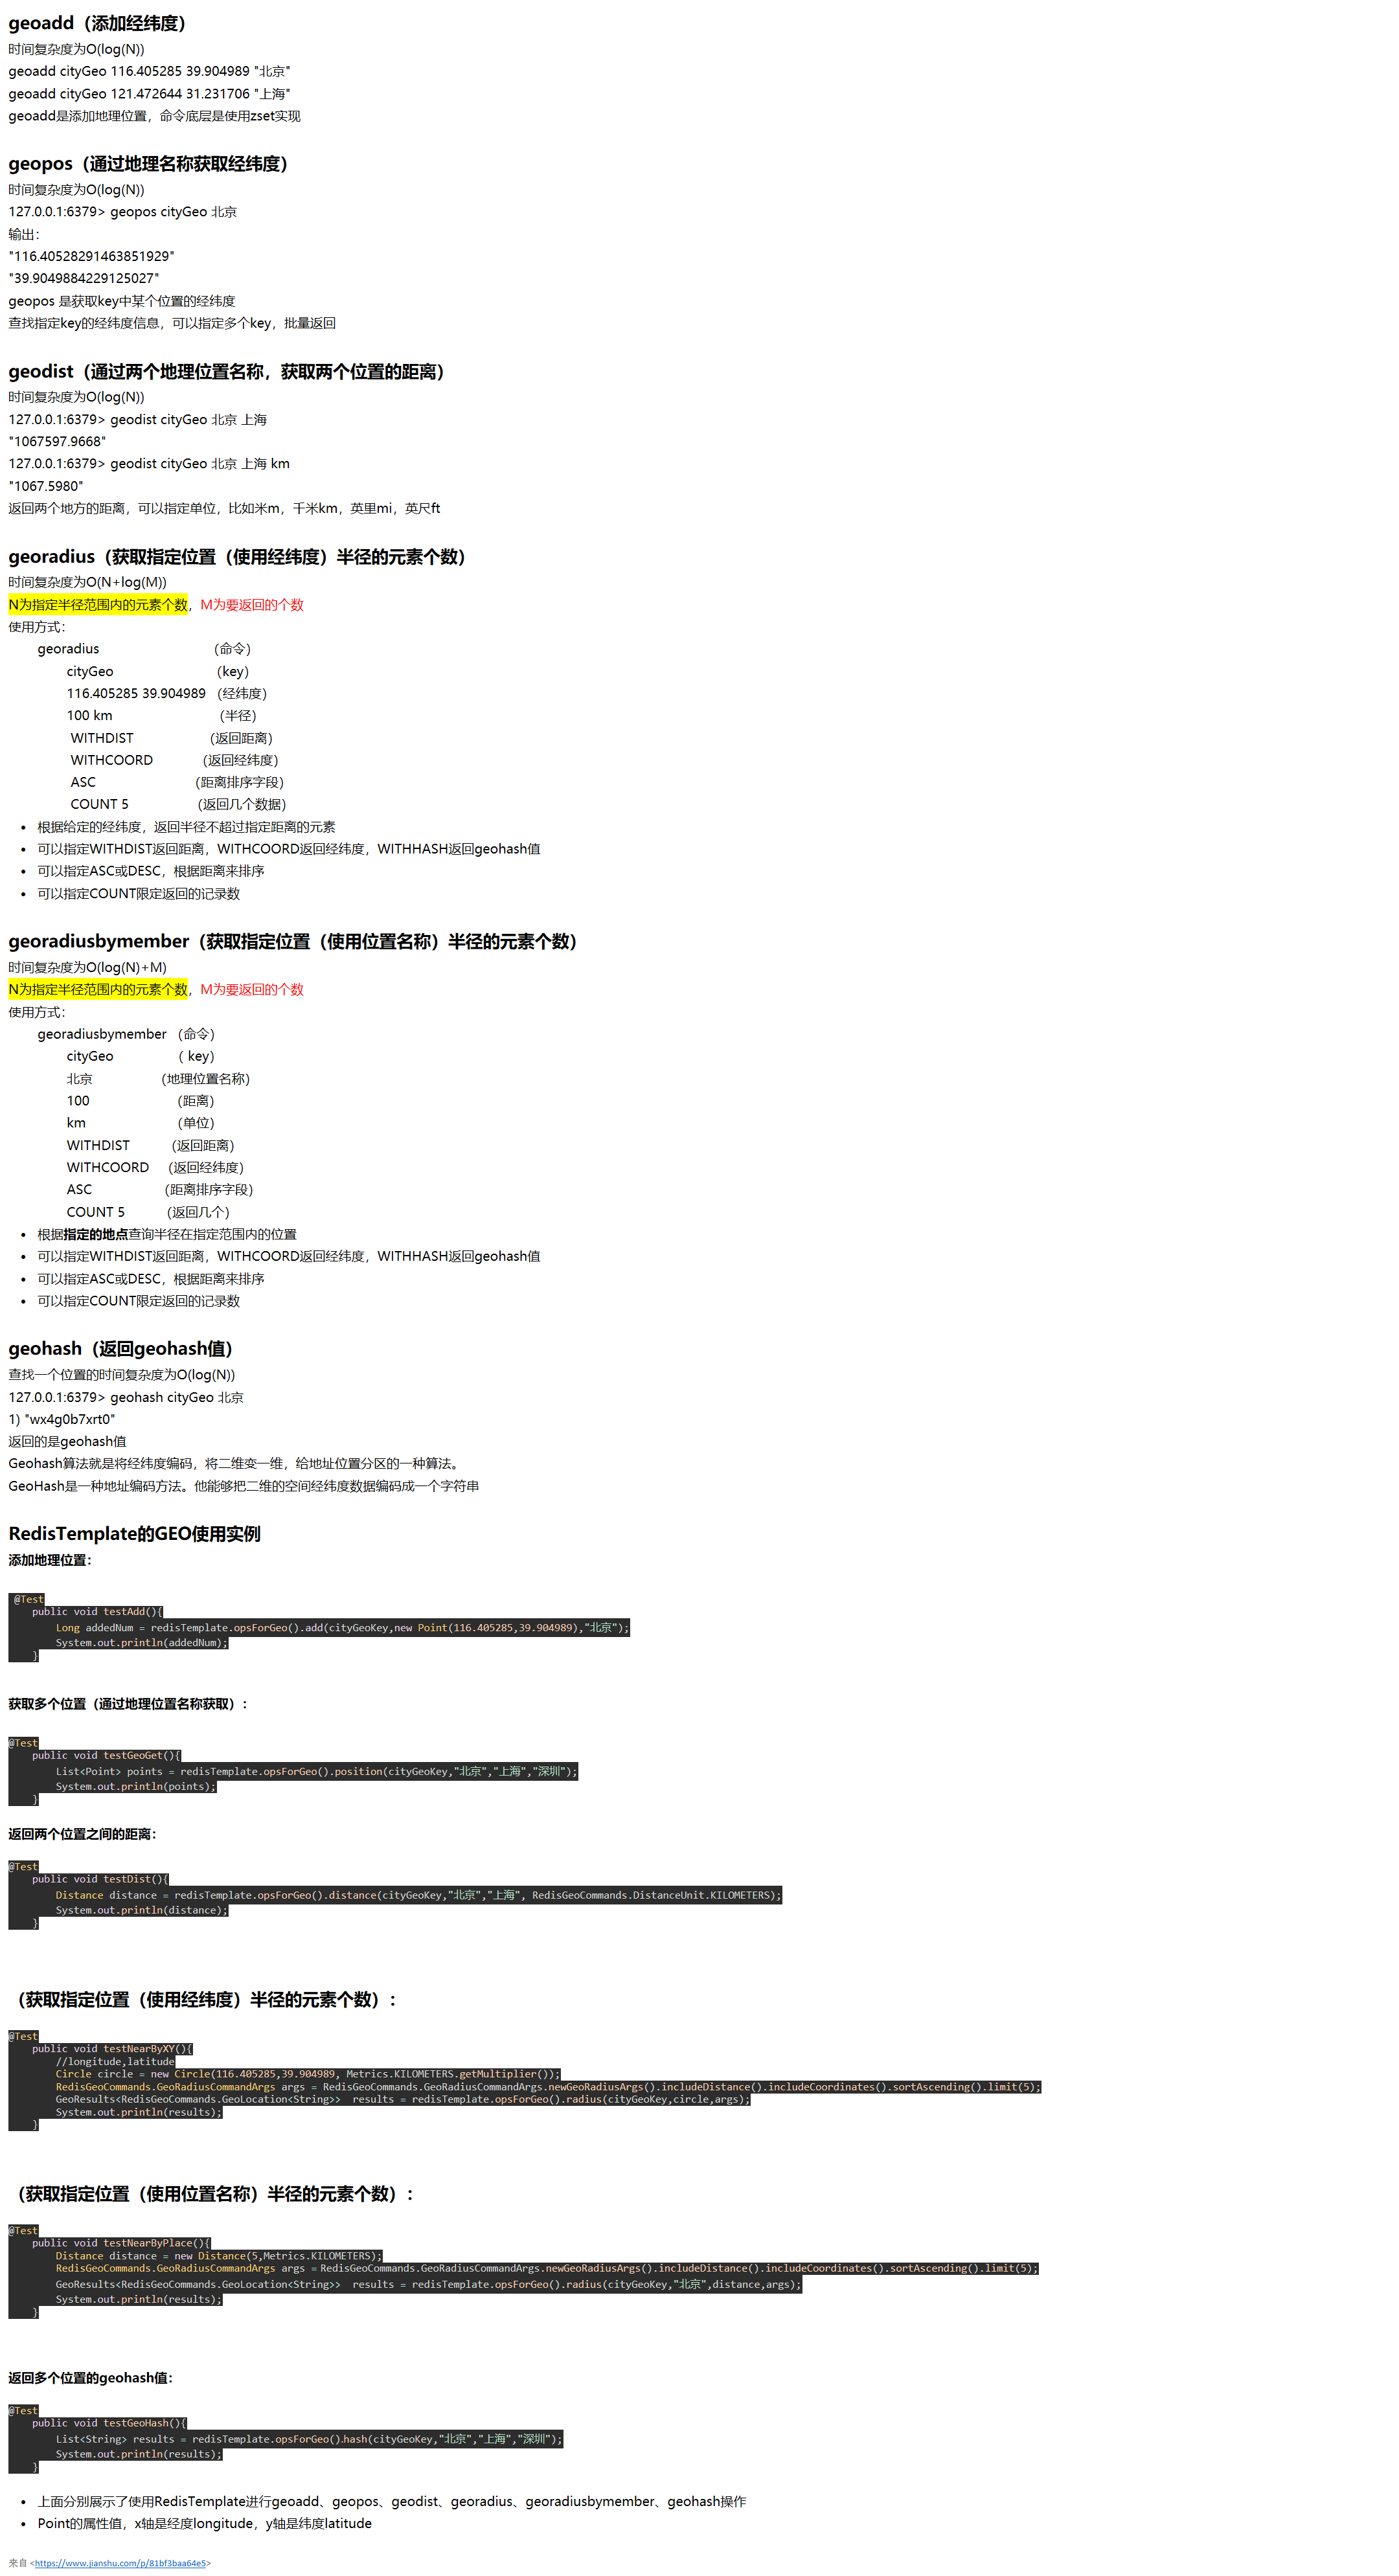 geoadd（添加经纬度）
时间复杂度为O(log(N))
geoadd cityGeo 116.405285 39.904989 "北京"
geoadd cityGeo 121.472644 31.231706 "上海"
geoadd是添加地理位置，命令底层是使用zset实现
geopos（通过地理名称获取经纬度）
时间复杂度为O(log(N))
127.0.0.1:6379> geopos cityGeo 北京
输出：
"116.40528291463851929"
"39.9049884229125027"
geopos 是获取key中某个位置的经纬度
查找指定key的经纬度信息，可以指定多个key，批量返回
geodist（通过两个地理位置名称，获取两个位置的距离）
时间复杂度为O(log(N))
127.0.0.1:6379> geodist cityGeo 北京 上海
"1067597.9668"
127.0.0.1:6379> geodist cityGeo 北京 上海 km
"1067.5980"
返回两个地方的距离，可以指定单位，比如米m，千米km，英里mi，英尺ft
georadius（获取指定位置（使用经纬度）半径的元素个数）
时间复杂度为O(N+log(M))
N为指定半径范围内的元素个数，M为要返回的个数
使用方式：
georadius （命令）
cityGeo （key）
116.405285 39.904989 （经纬度）
100 km （半径）
WITHDIST （返回距离）
WITHCOORD （返回经纬度）
ASC （距离排序字段）
COUNT 5 （返回几个数据）
• 根据给定的经纬度，返回半径不超过指定距离的元素
• 可以指定WITHDIST返回距离，WITHCOORD返回经纬度，WITHHASH返回geohash值
• 可以指定ASC或DESC，根据距离来排序
• 可以指定COUNT限定返回的记录数
georadiusbymember（获取指定位置（使用位置名称）半径的元素个数）
时间复杂度为O(log(N)+M)
N为指定半径范围内的元素个数，M为要返回的个数
使用方式：
georadiusbymember （命令）
cityGeo （ key）
北京 （地理位置名称）
100 （距离）
km （单位）
WITHDIST （返回距离）
WITHCOORD （返回经纬度）
ASC （距离排序字段）
COUNT 5 （返回几个）
• 根据指定的地点查询半径在指定范围内的位置
• 可以指定WITHDIST返回距离，WITHCOORD返回经纬度，WITHHASH返回geohash值
• 可以指定ASC或DESC，根据距离来排序
• 可以指定COUNT限定返回的记录数
geohash（返回geohash值）
查找一个位置的时间复杂度为O(log(N))
127.0.0.1:6379> geohash cityGeo 北京
1) "wx4g0b7xrt0"
返回的是geohash值
Geohash算法就是将经纬度编码，将二维变一维，给地址位置分区的一种算法。
GeoHash是一种地址编码方法。他能够把二维的空间经纬度数据编码成一个字符串
RedisTemplate的GEO使用实例
添加地理位置：
@Test
public void testAdd(){
Long addedNum = redisTemplate.opsForGeo().add(cityGeoKey,new Point(116.405285,39.904989),"北京");
System.out.println(addedNum);
}
获取多个位置（通过地理位置名称获取）：
@Test
public void testGeoGet(){
List<Point> points = redisTemplate.opsForGeo().position(cityGeoKey,"北京","上海","深圳");
System.out.println(points);
}
返回两个位置之间的距离：
@Test
public void testDist(){
Distance distance = redisTemplate.opsForGeo().distance(cityGeoKey,"北京","上海", RedisGeoCommands.DistanceUnit.KILOMETERS);
System.out.println(distance);
}
（获取指定位置（使用经纬度）半径的元素个数）：
@Test
public void testNearByXY(){
//longitude,latitude
Circle circle = new Circle(116.405285,39.904989, Metrics.KILOMETERS.getMultiplier());
RedisGeoCommands.GeoRadiusCommandArgs args = RedisGeoCommands.GeoRadiusCommandArgs.newGeoRadiusArgs().includeDistance().includeCoordinates().sortAscending().limit(5);
GeoResults<RedisGeoCommands.GeoLocation<String>>  results = redisTemplate.opsForGeo().radius(cityGeoKey,circle,args);
System.out.println(results);
}
（获取指定位置（使用位置名称）半径的元素个数）：
@Test
public void testNearByPlace(){
Distance distance = new Distance(5,Metrics.KILOMETERS);
RedisGeoCommands.GeoRadiusCommandArgs args = RedisGeoCommands.GeoRadiusCommandArgs.newGeoRadiusArgs().includeDistance().includeCoordinates().sortAscending().limit(5);
GeoResults<RedisGeoCommands.GeoLocation<String>>  results = redisTemplate.opsForGeo().radius(cityGeoKey,"北京",distance,args);
System.out.println(results);
}
返回多个位置的geohash值：
@Test
public void testGeoHash(){
List<String> results = redisTemplate.opsForGeo().hash(cityGeoKey,"北京","上海","深圳");
System.out.println(results);
}
• 上面分别展示了使用RedisTemplate进行geoadd、geopos、geodist、georadius、georadiusbymember、geohash操作
• Point的属性值，x轴是经度longitude，y轴是纬度latitude
来自 <https://www.jianshu.com/p/81bf3baa64e5>